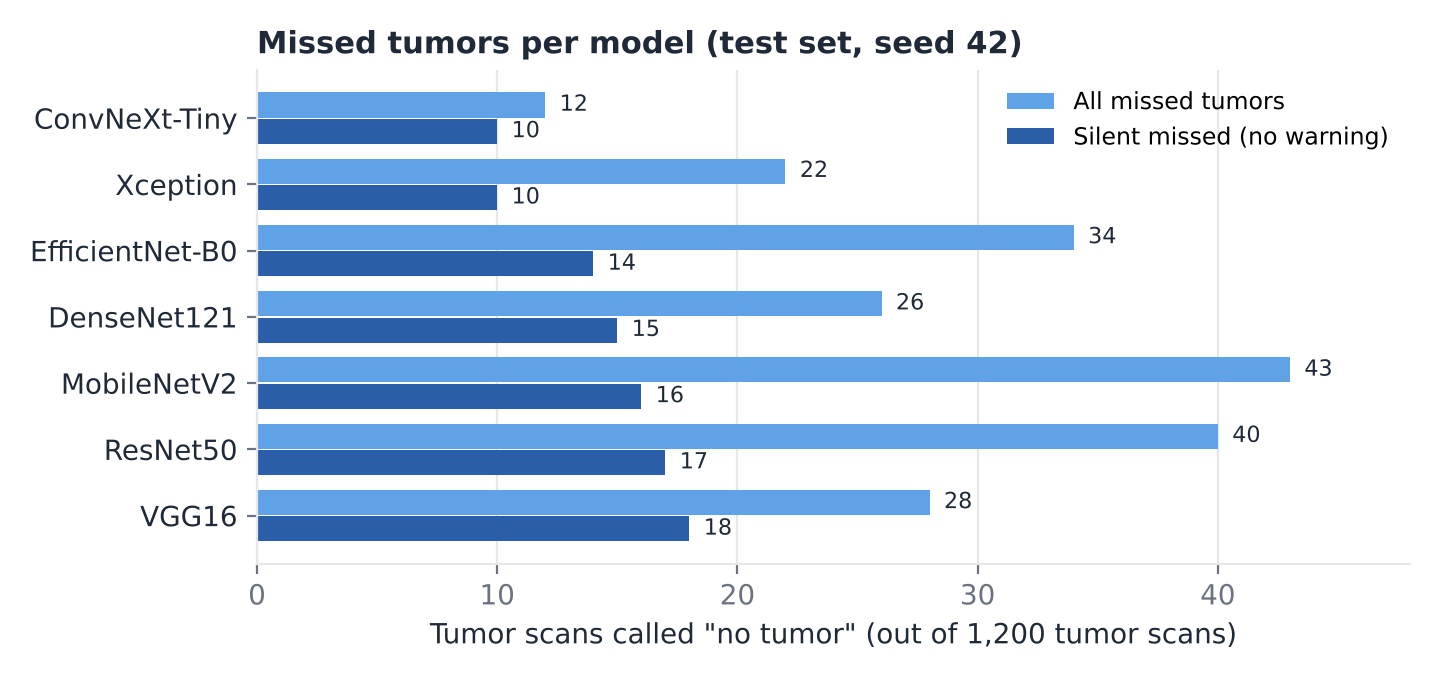 Missed tumors per model (test set, seed 42)
All missed tumors
Silent missed (no warning)
ConvNeXt-Tiny
12
10
Xception
22
10
EfficientNet-B0
34
14
DenseNet121
26
15
MobileNetV2
43
16
ResNet50
40
17
VGG16
28
18
0 10 20 30 40
Tumor scans called "no tumor" (out of 1,200 tumor scans)